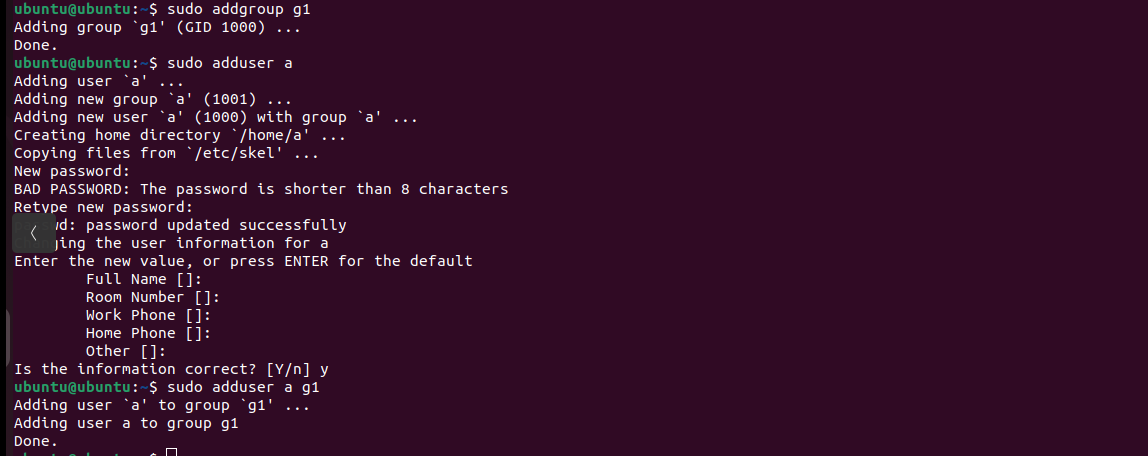 ubuntu@ubuntu:~$ sudo addgroup g1
Adding group `g1' (GID 1000) ...
Done.
ubuntu@ubuntu:~$ sudo adduser a
Adding user `a' ...
Adding new group `a' (1001) ...
Adding new user `a' (1000) with group `a' ...
Creating home directory `/home/a' ...
Copying files from `/etc/skel' ...
New password:
BAD PASSWORD: The password is shorter than 8 characters
Retype new password:
password updated successfully
the user information for a
Enter the new value, or press ENTER for the default
Full Name []:
Room Number []:
Work Phone []:
Home Phone []:
Other []:
Is the information correct? [Y/n] y
ubuntu@ubuntu:~$ sudo adduser a g1
Adding user `a' to group `g1' ...
Adding user a to group g1
Done.